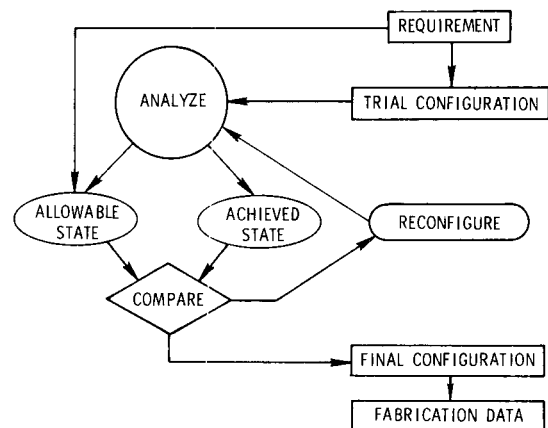 REQUIREMENT
ANALYZE
TRIAL CONFIGURATION
ALLOWABLE
STATE
ACHIEVED
STATE
RECONFIGURE
COMPARE
FINAL CONFIGURATION
FABRICATION DATA